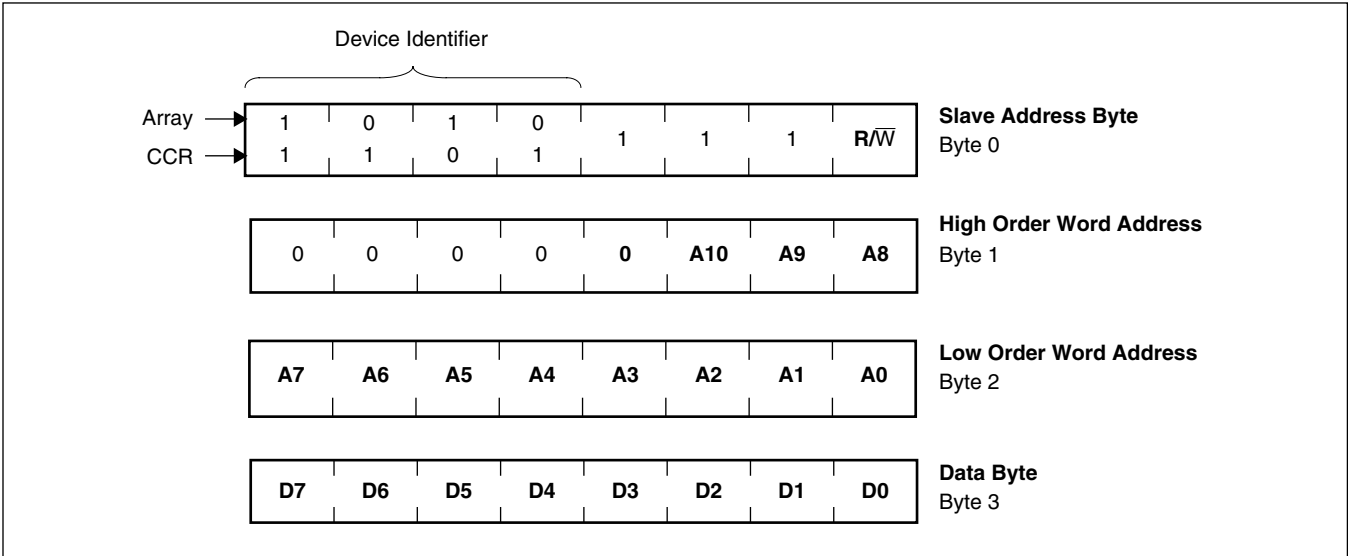 Device Identifier
Array 1 0 1 0 1 1 1 R/W̅ Slave Address Byte
CCR 1 1 0 1 Byte 0
High Order Word Address
0 0 0 0 0 A10 A9 A8 Byte 1
Low Order Word Address
A7 A6 A5 A4 A3 A2 A1 A0 Byte 2
Data Byte
D7 D6 D5 D4 D3 D2 D1 D0 Byte 3